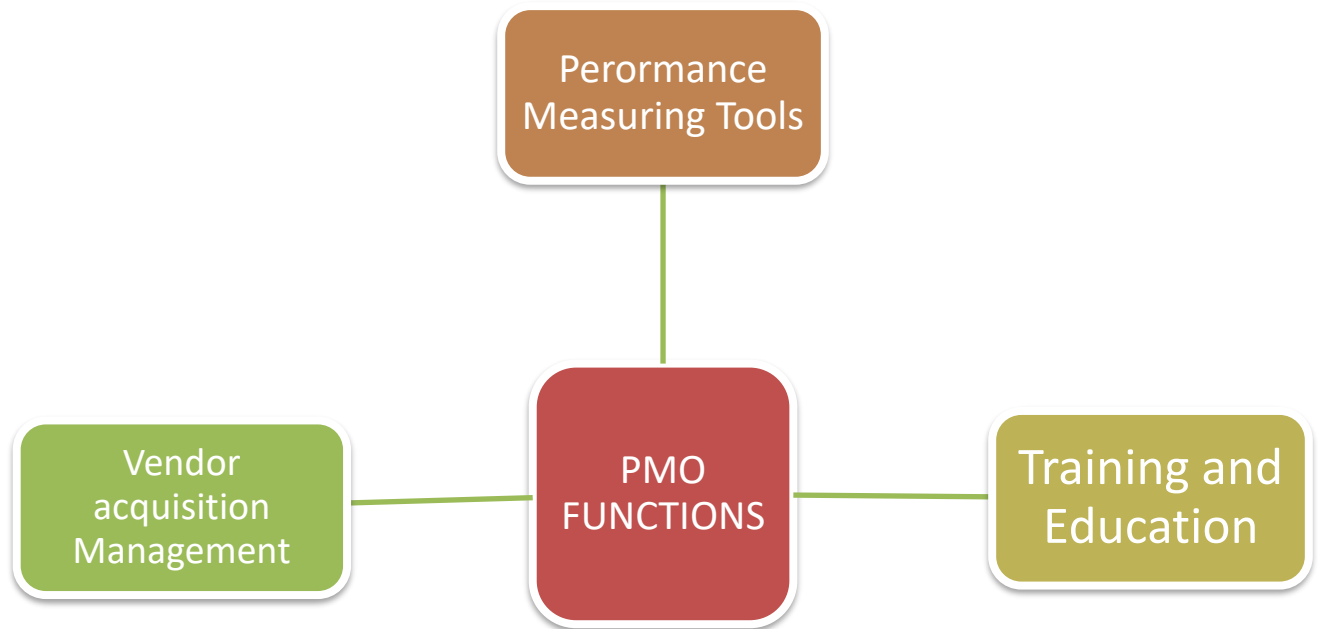 Perormance
Measuring Tools
Vendor
acquisition
Management
PMO
FUNCTIONS
Training and
Education